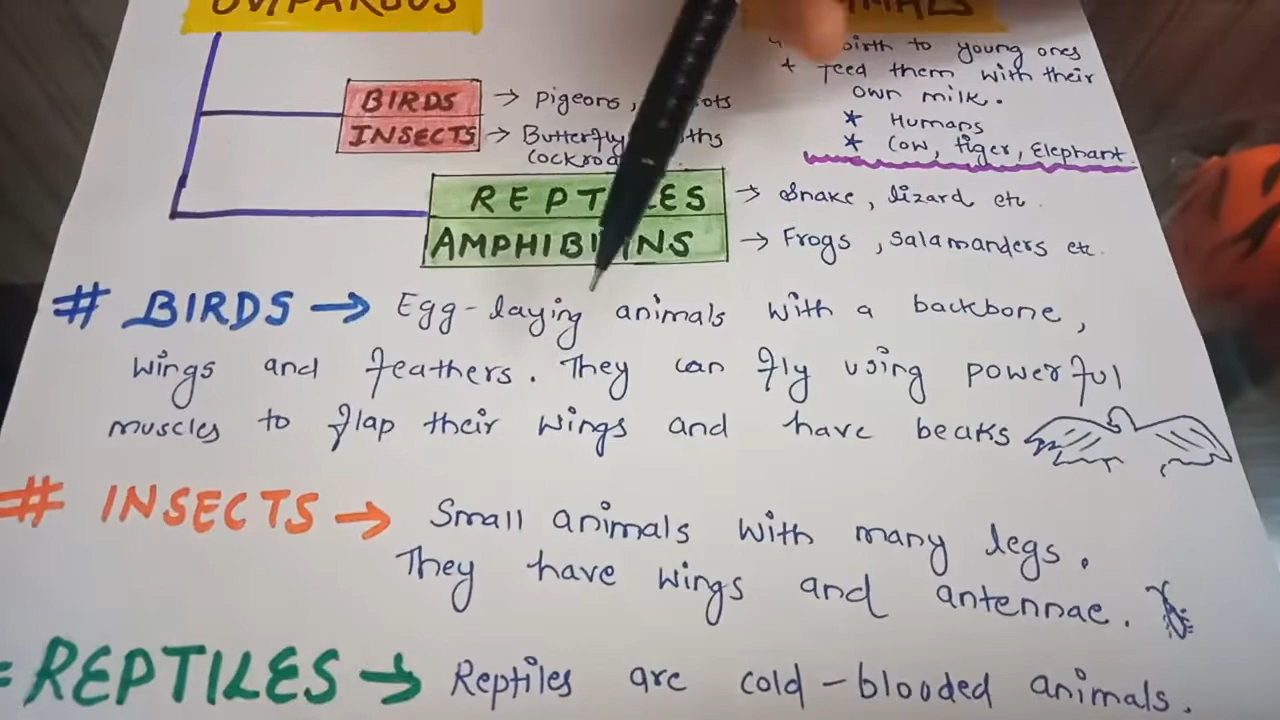 OVIPAROUS
birth to young ones
* feed them with their
own milk.
* Humans
* Cow, tiger, Elephant.
BIRDS → pigeons,
INSECTS → Butterfly,
REPTILES → Snake, lizard etc.
AMPHIBIANS → Frogs, Salamanders etc.
# BIRDS → Egg-laying animals with a backbone,
wings and feathers. They can fly using powerful
muscles to flap their wings and have beaks
# INSECTS → Small animals with many legs.
They have wings and antennae.
REPTILES → Reptiles are cold-blooded animals.